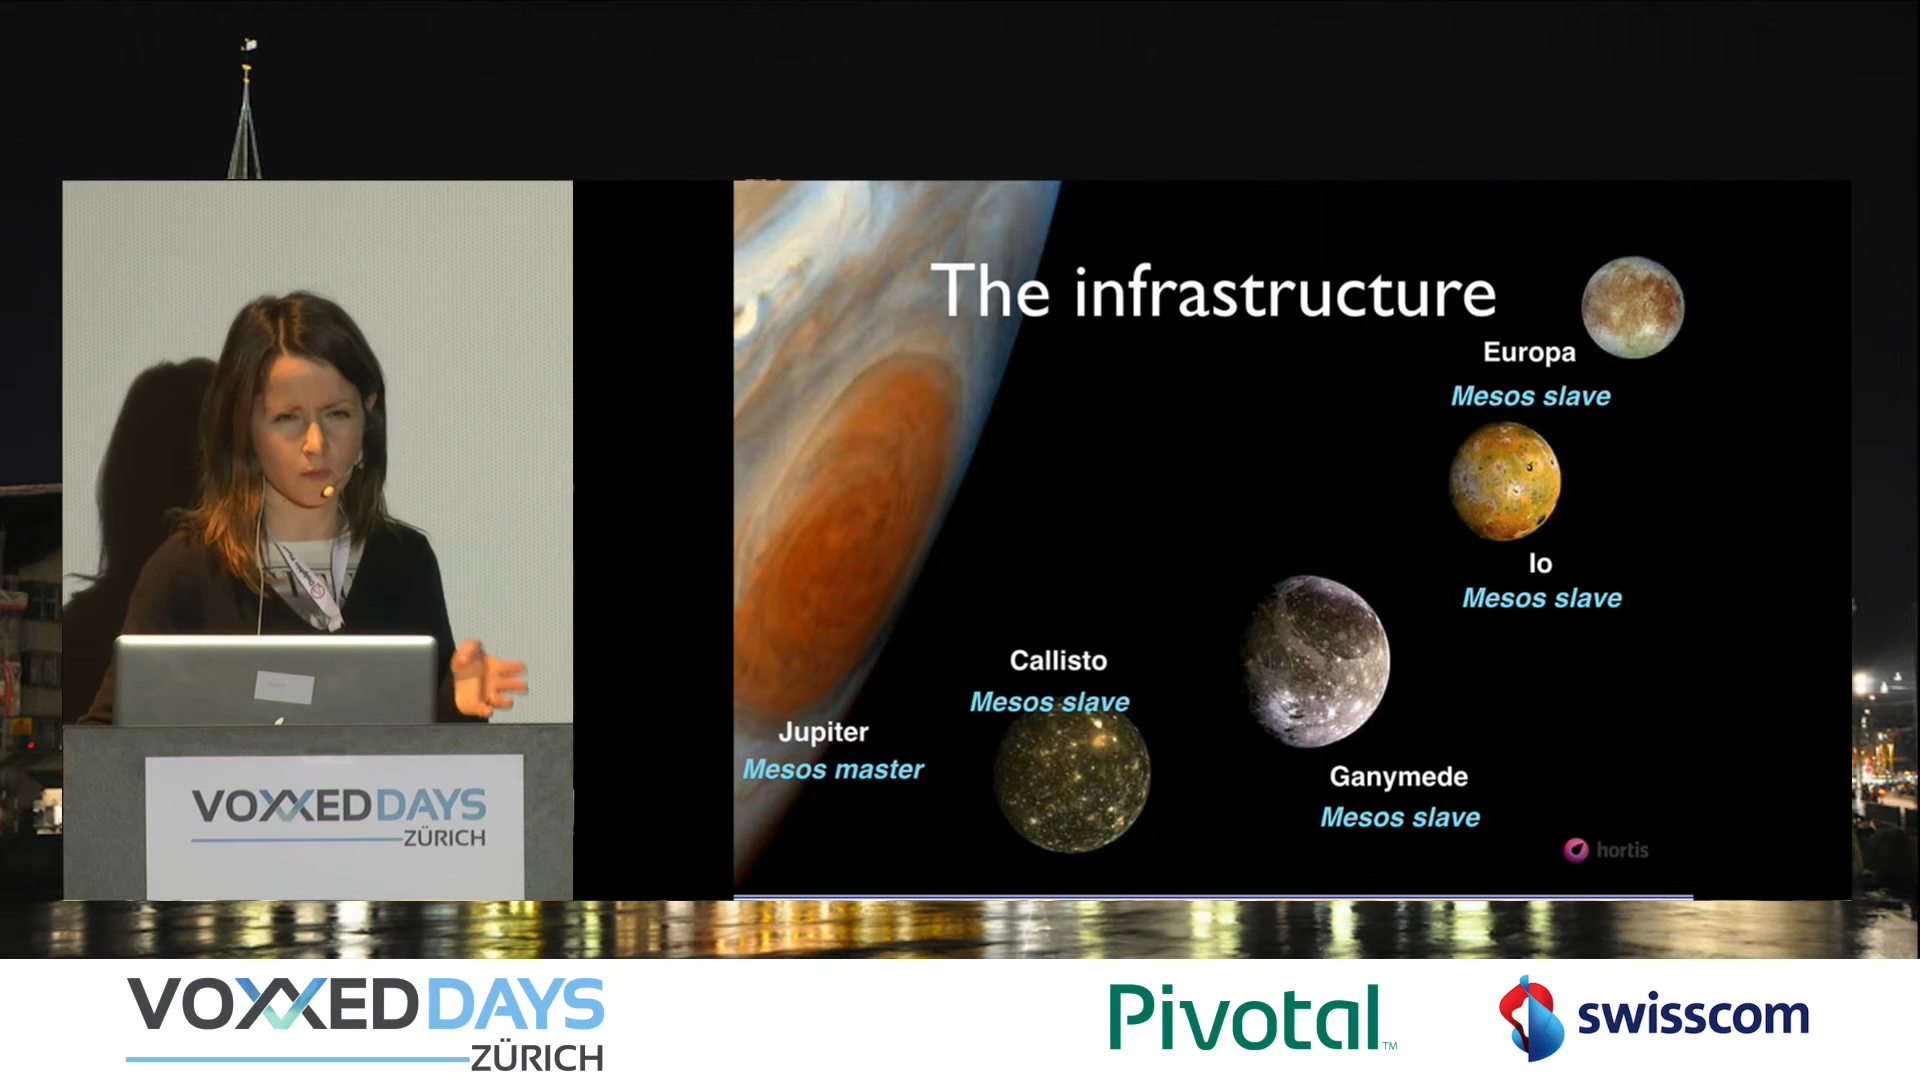 The infrastructure
Europa
Mesos slave
Io
Mesos slave
Callisto
Mesos slave
Jupiter
Mesos master
Ganymede
Mesos slave
hortis
VOXXED DAYS
ZÜRICH
VOXXED DAYS
ZÜRICH
Pivotal™
swisscom